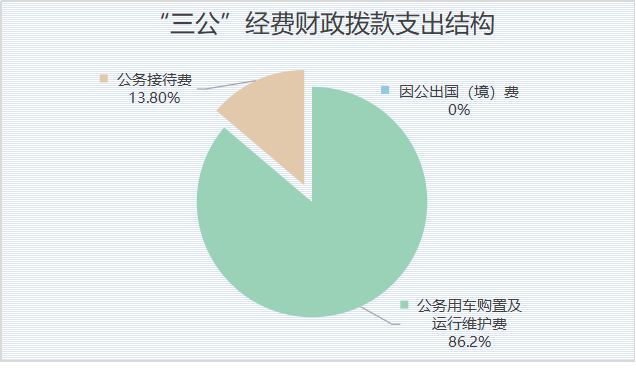 “三公”经费财政拨款支出结构
公务接待费
13.80%
因公出国（境）费
0%
公务用车购置及
运行维护费
86.2%